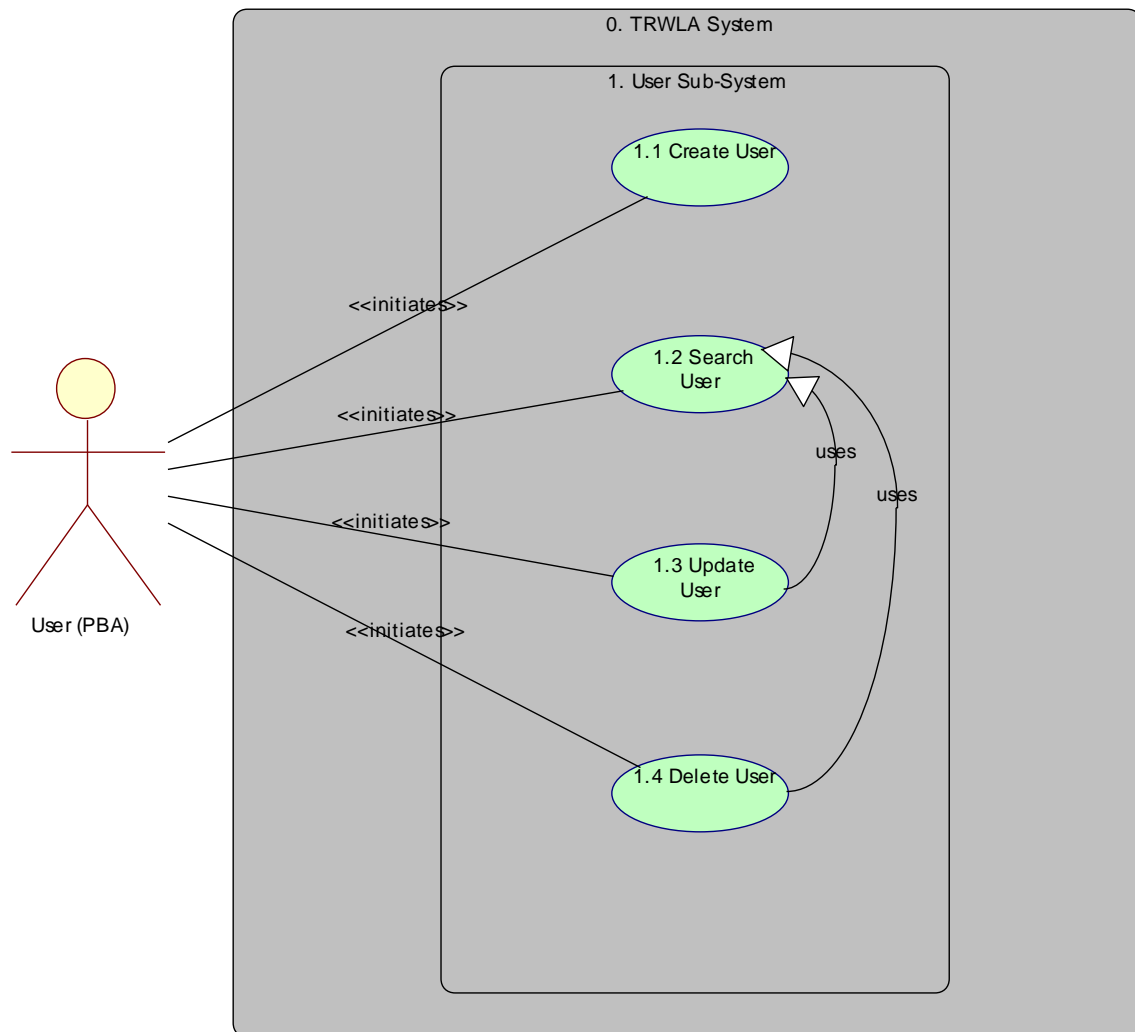 0. TRWLA System
1. User Sub-System
1.1 Create User
<<initiates>>
1.2 Search
User
<<initiates>>
uses
uses
<<initiates>>
1.3 Update
User
User (PBA)
<<initiates>>
1.4 Delete User